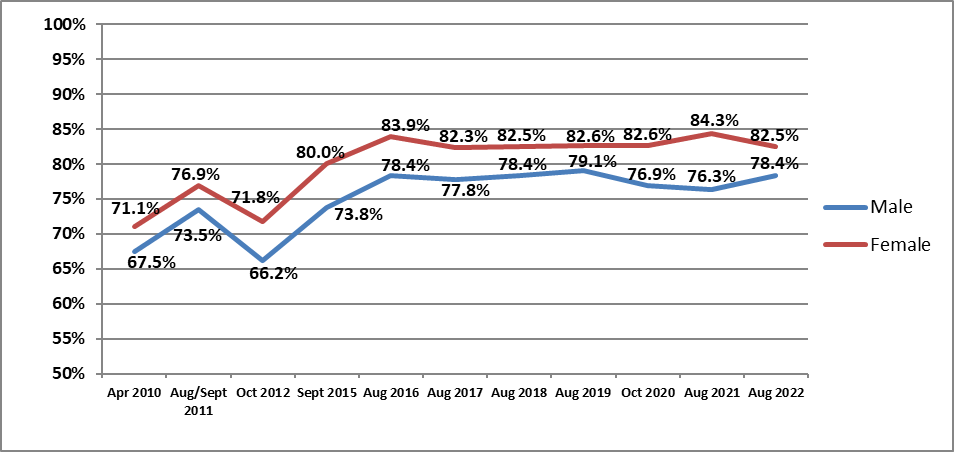 100%
95%
90%
85%
80%
75%
70%
65%
60%
55%
50%
71.1%
76.9%
71.8%
80.0%
83.9%
82.3%
82.5%
82.6%
82.6%
84.3%
82.5%
67.5%
73.5%
66.2%
73.8%
78.4%
77.8%
78.4%
79.1%
76.9%
76.3%
78.4%
Apr 2010
Aug/Sept
2011
Oct 2012
Sept 2015
Aug 2016
Aug 2017
Aug 2018
Aug 2019
Oct 2020
Aug 2021
Aug 2022
Male
Female